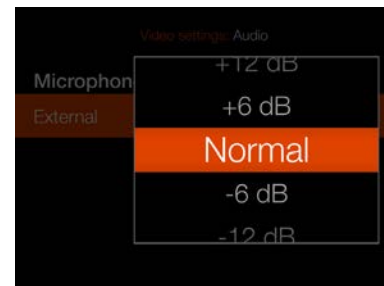 Video settings: Audio
Microphon
External
+12 dB
+6 dB
Normal
-6 dB
-12 dB